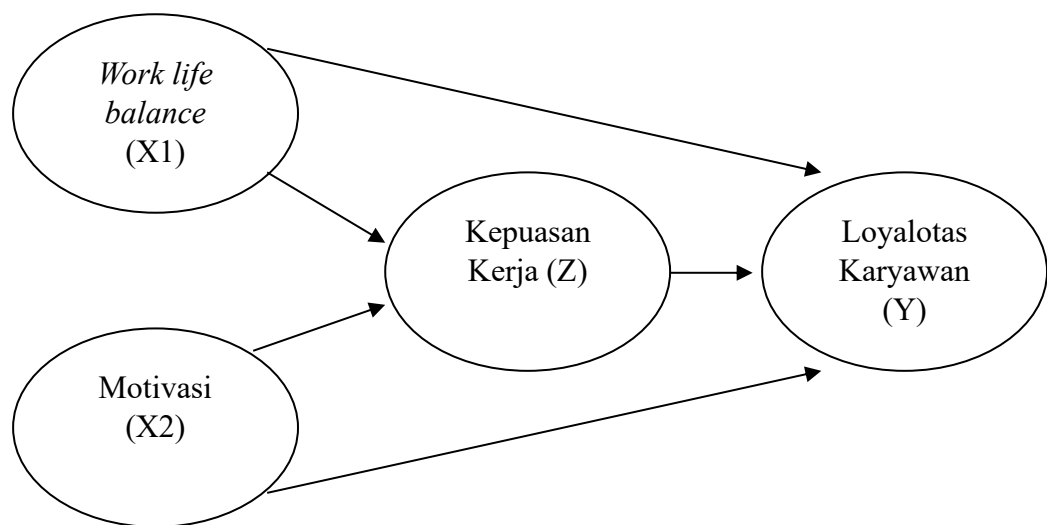 Work life
balance
(X1)
Kepuasan
Kerja (Z)
Loyalotas
Karyawan
(Y)
Motivasi
(X2)